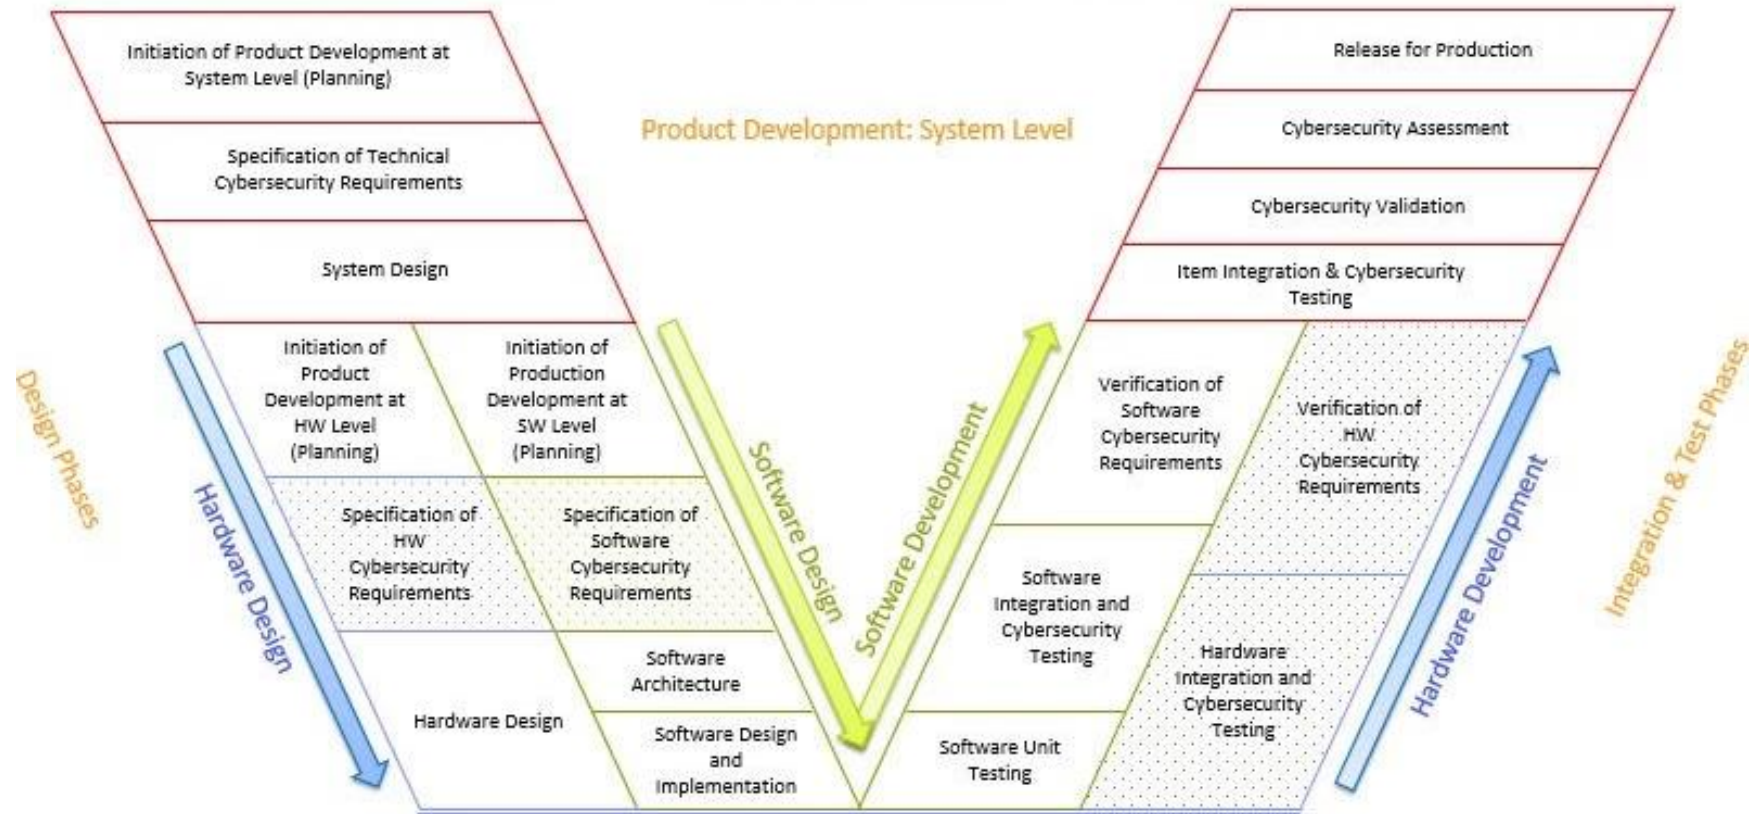 Initiation of Product Development at
System Level (Planning)
Specification of Technical
Cybersecurity Requirements
System Design
Initiation of
Product
Development at
HW Level
(Planning)
Initiation of
Production
Development at
SW Level
(Planning)
Specification of
HW
Cybersecurity
Requirements
Specification of
Software
Cybersecurity
Requirements
Hardware Design
Software
Architecture
Software Design
and
Implementation
Design Phases
Hardware Design
Software Design
Product Development: System Level
Software Development
Release for Production
Cybersecurity Assessment
Cybersecurity Validation
Item Integration & Cybersecurity
Testing
Verification of
Software
Cybersecurity
Requirements
Verification of
HW
Cybersecurity
Requirements
Software
Integration and
Cybersecurity
Testing
Hardware
Integration and
Cybersecurity
Testing
Software Unit
Testing
Hardware Development
Integration & Test Phases